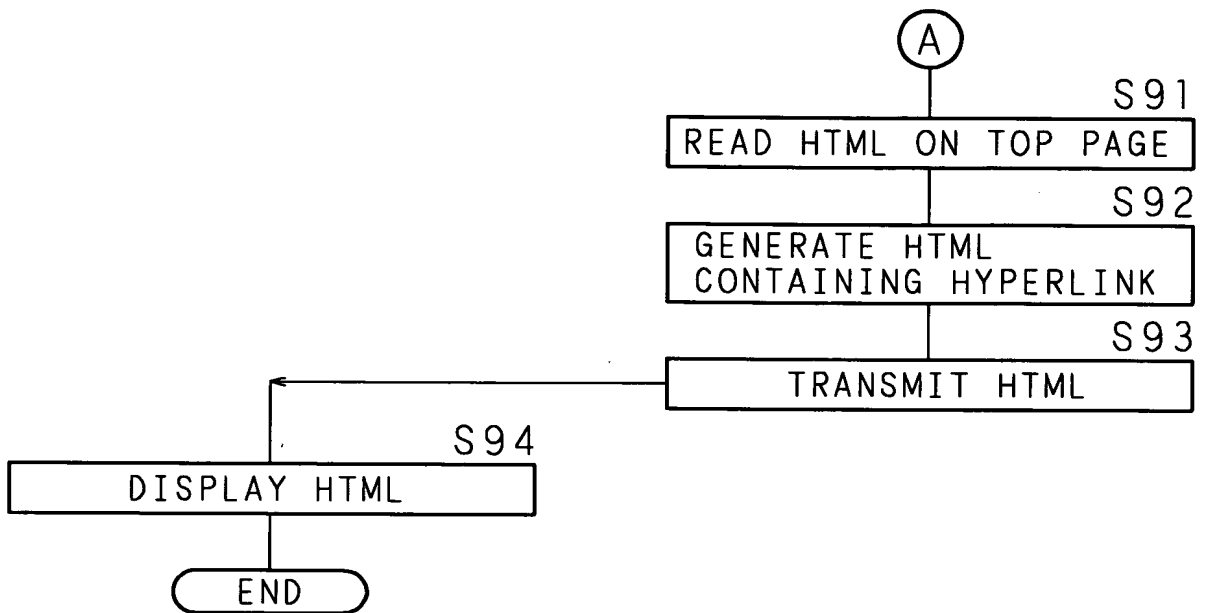 A
S91
READ HTML ON TOP PAGE
S92
GENERATE HTML
CONTAINING HYPERLINK
S93
TRANSMIT HTML
S94
DISPLAY HTML
END